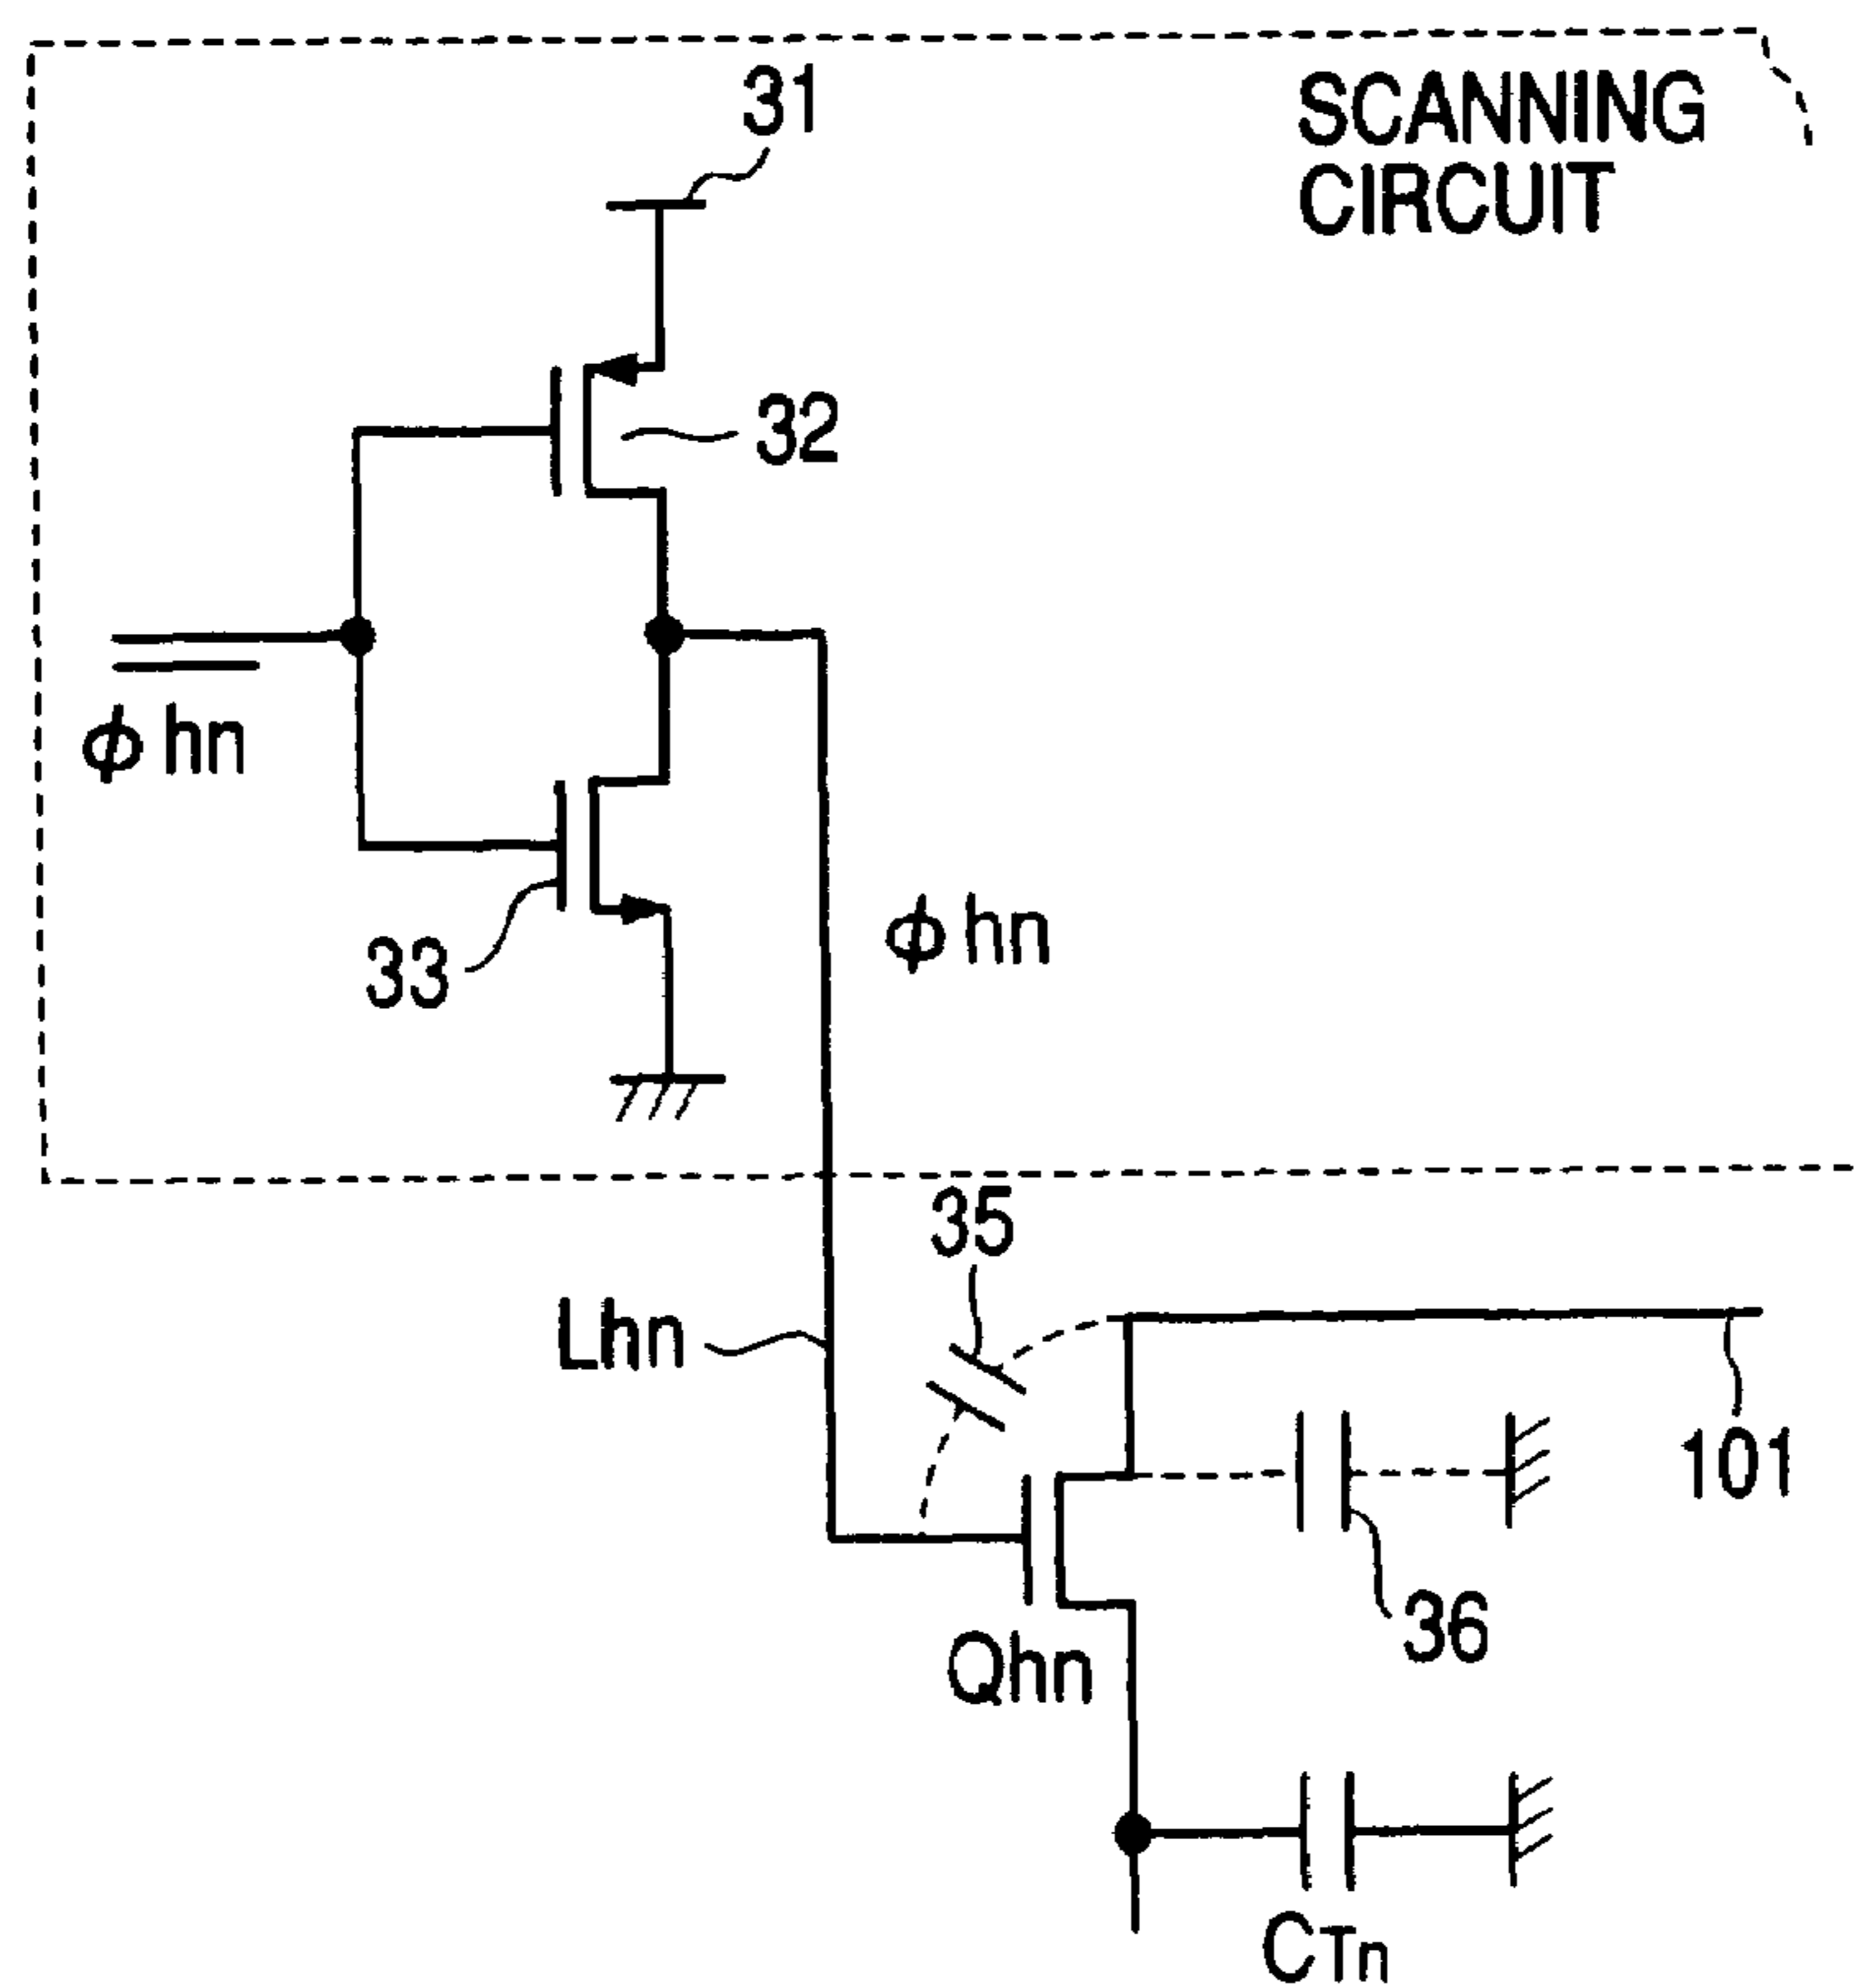 31
SCANNING
CIRCUIT
32
ϕhn
33
ϕhn
35
Lhn
101
36
Qhn
CTn